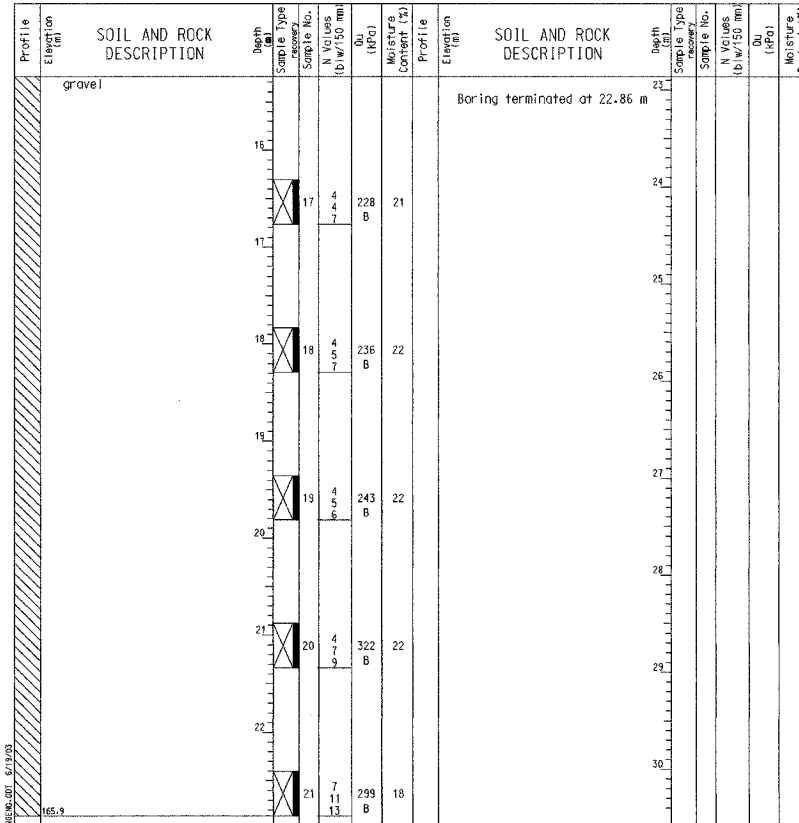 Profile
Elevation (m)
SOIL AND ROCK
DESCRIPTION
Depth (m)
Sample Type
recovery
Sample No.
N Values
(blw/150 mm)
Qu
(kPa)
Moisture
Content (%)
Profile
Elevation (m)
SOIL AND ROCK
DESCRIPTION
Depth (m)
Sample Type
recovery
Sample No.
N Values
(blw/150 mm)
Qu
(kPa)
Moisture
gravel
16
17
4
4
7
228
B
21
17
18
18
4
5
7
236
B
22
19
19
4
5
6
243
B
22
20
21
20
4
7
9
322
B
22
22
21
7
11
13
299
B
18
165.9
23
Boring terminated at 22.86 m
24
25
26
27
28
29
30
6/19/03